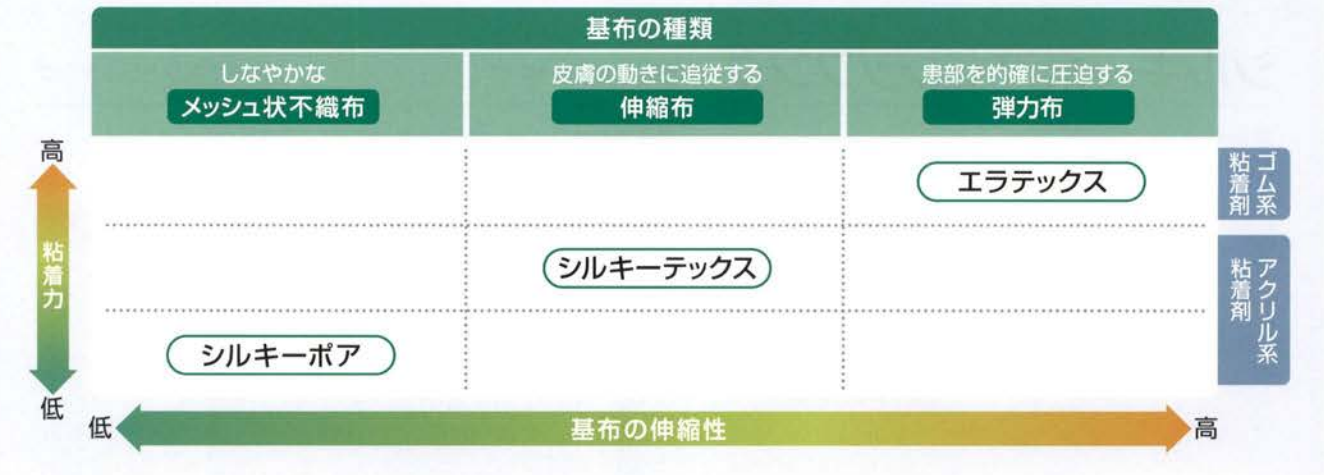 基布の種類
しなやかな
メッシュ状不織布
皮膚の動きに追従する
伸縮布
患部を的確に圧迫する
弾力布
高
粘着力
低
エラテックス
シルキーテックス
シルキーポア
ゴム系
粘着剤
アクリル系
粘着剤
低
基布の伸縮性
高